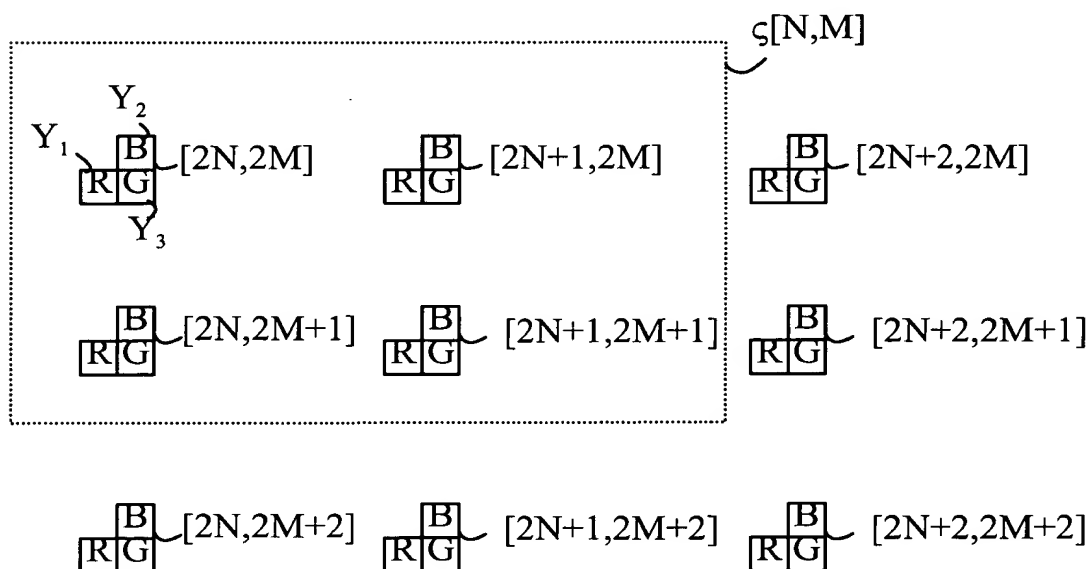 ς[N,M]
Y2
Y1 B [2N,2M] B [2N+1,2M] B [2N+2,2M]
R G R G R G
Y3
B [2N,2M+1] B [2N+1,2M+1] B [2N+2,2M+1]
R G R G R G
B [2N,2M+2] B [2N+1,2M+2] B [2N+2,2M+2]
R G R G R G